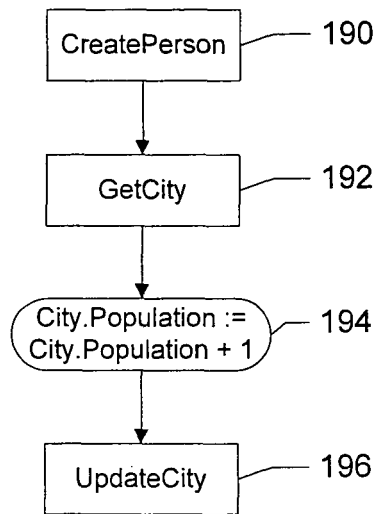 CreatePerson
190
GetCity
192
City.Population :=
City.Population + 1
194
UpdateCity
196